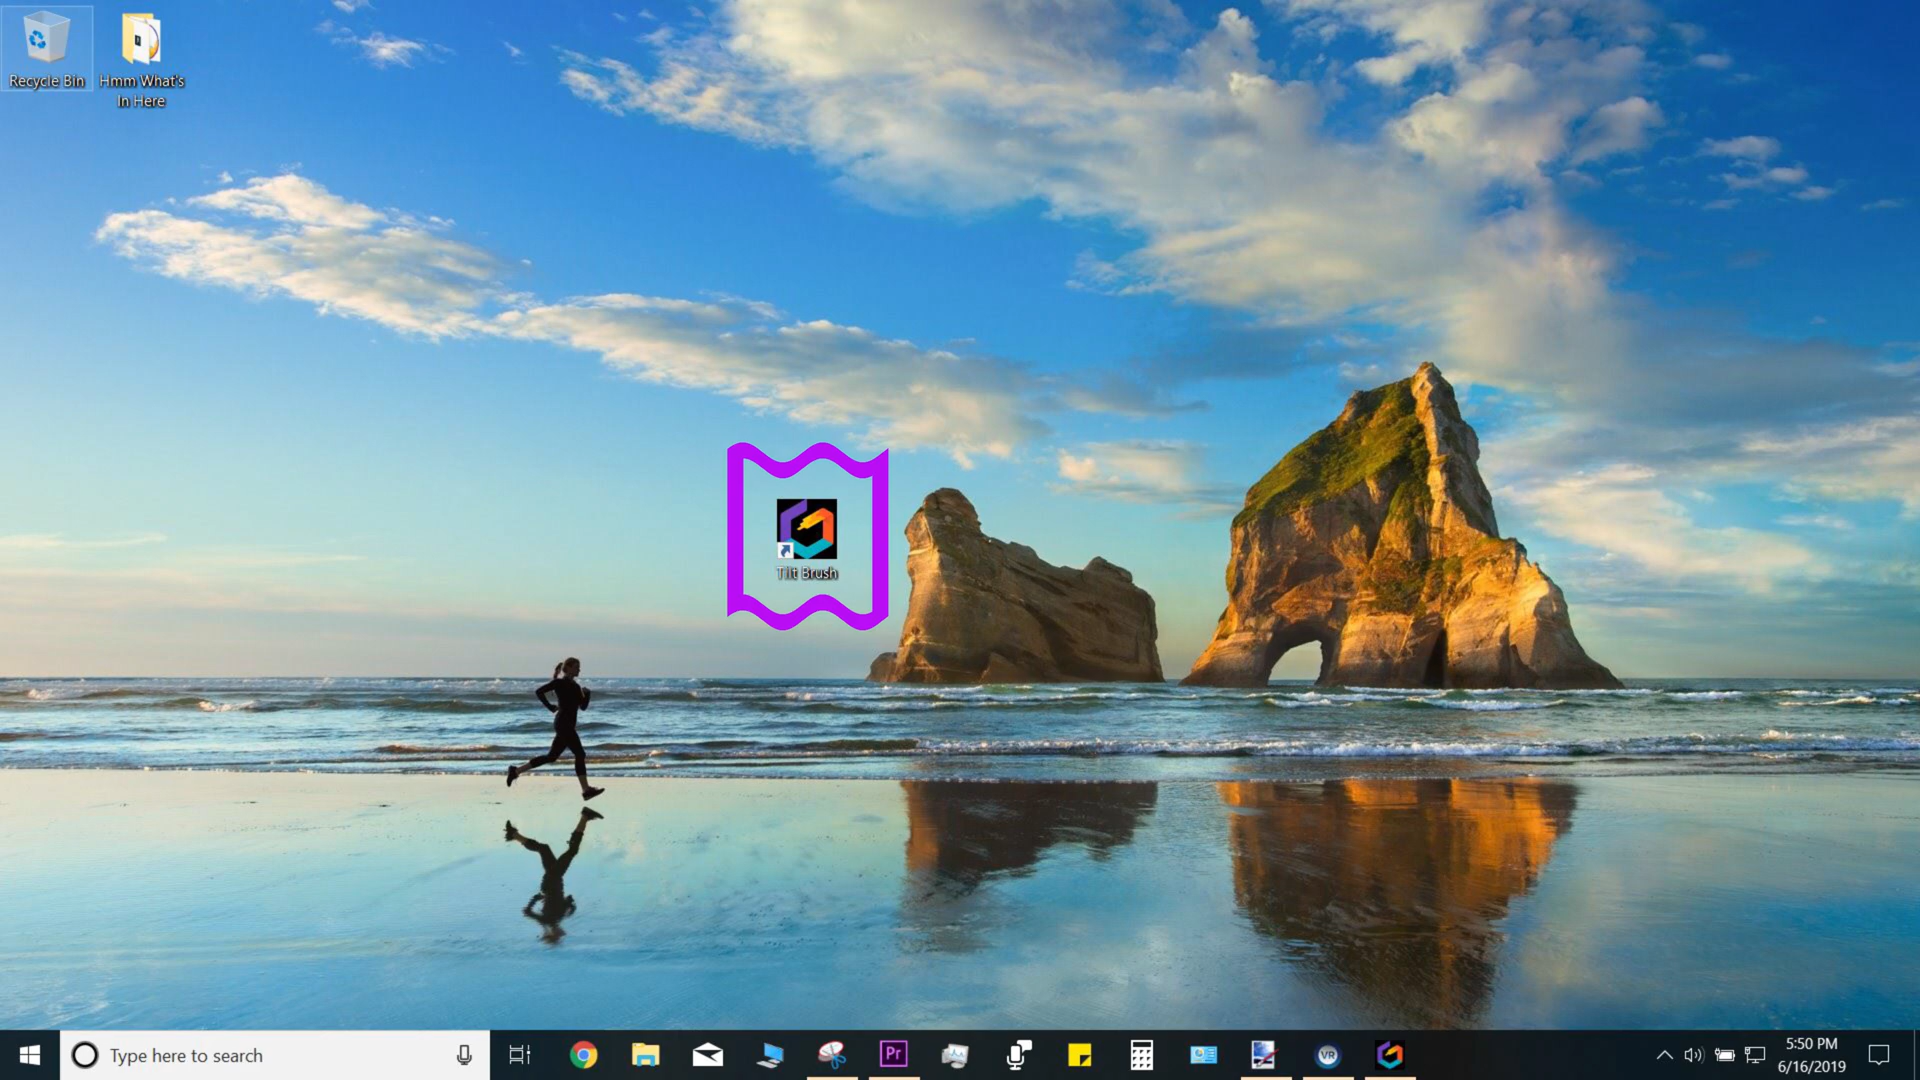 Recycle Bin
Hmm What's
In Here
Tilt Brush
Type here to search
Pr
VR
5:50 PM
6/16/2019